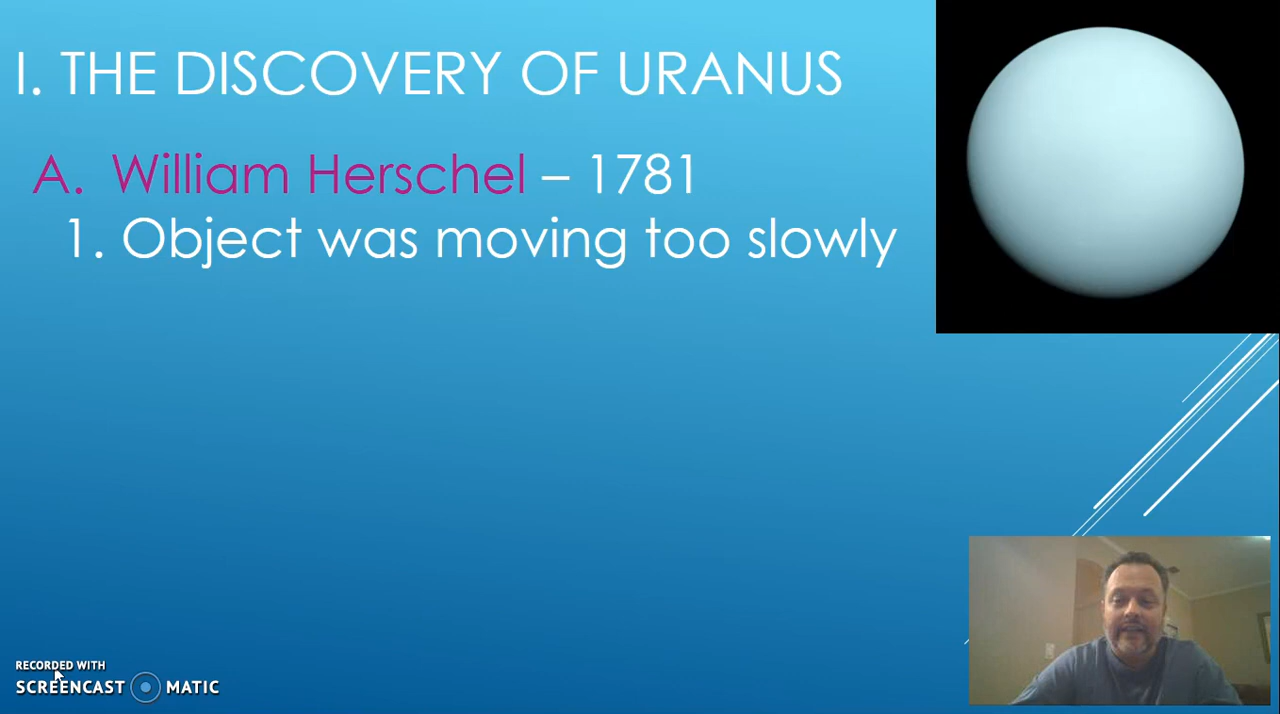 I. THE DISCOVERY OF URANUS
A. William Herschel – 1781
1. Object was moving too slowly
RECORDED WITH
SCREENCAST MATIC